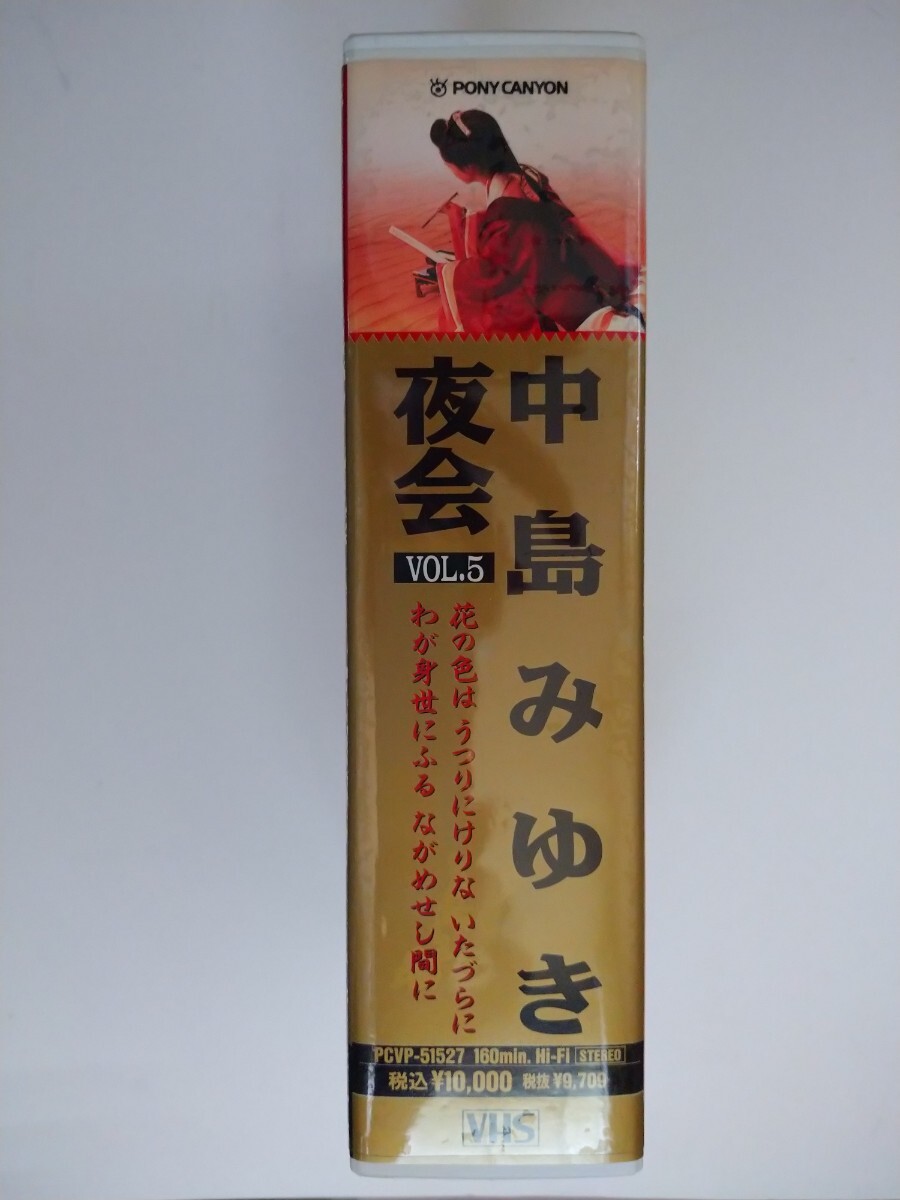 PONY CANYON
中島みゆき
夜会
VOL.5
花の色は うつりにけりな いたづらに
わが身世にふる ながめせし間に
PCVP-51527 160min. Hi-Fi STEREO
税込¥10,000 税抜¥9,709
VHS